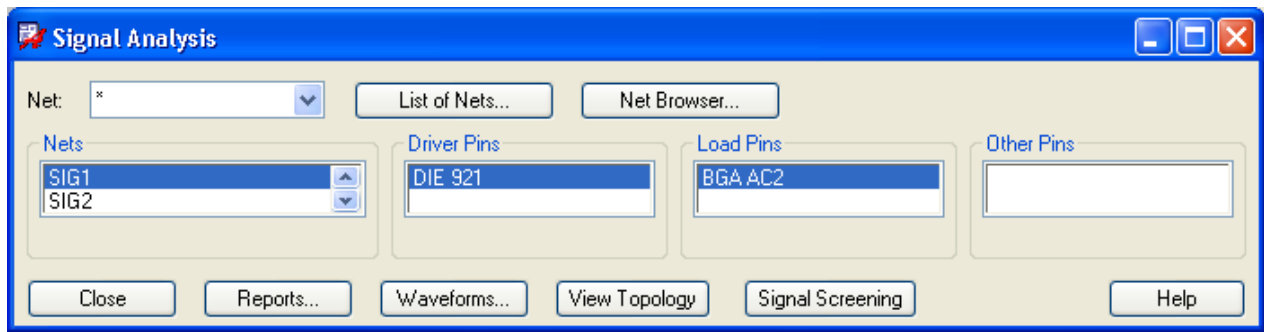 Signal Analysis
Net: * List of Nets... Net Browser...
Nets Driver Pins Load Pins Other Pins
SIG1 DIE 921 BGA AC2
SIG2
Close Reports... Waveforms... View Topology Signal Screening Help